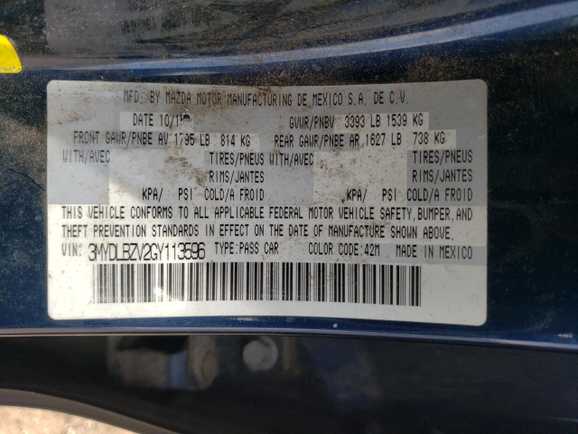 MFD. BY MAZDA MOTOR MANUFACTURING DE MEXICO S.A. DE C.V.
DATE GVWR/PNBV 3393 LB 1539 KG
FRONT GAWR/PNBE AV 1795 LB 814 KG REAR GAWR/PNBE AR 1627 LB 738 KG
WITH/AVEC TIRES/PNEUS WITH/AVEC TIRES/PNEUS
RIMS/JANTES RIMS/JANTES
KPA/ PSI COLD/A FROID KPA/ PSI COLD/A FROID
THIS VEHICLE CONFORMS TO ALL APPLICABLE FEDERAL MOTOR VEHICLE SAFETY, BUMPER, AND
THEFT PREVENTION STANDARDS IN EFFECT ON THE DATE OF MANUFACTURE SHOWN ABOVE.
VIN: 3MYDLBZV2GY113596 TYPE: PASS CAR COLOR CODE: 42M MADE IN MEXICO